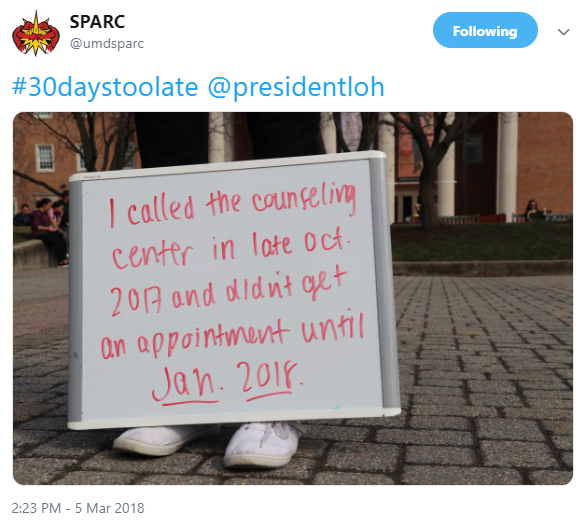 SPARC
@umdsparc
Following
#30daystoolate @presidentloh
I called the counseling
center in late Oct.
2017 and didn't get
an appointment until
Jan. 2018.
2:23 PM - 5 Mar 2018